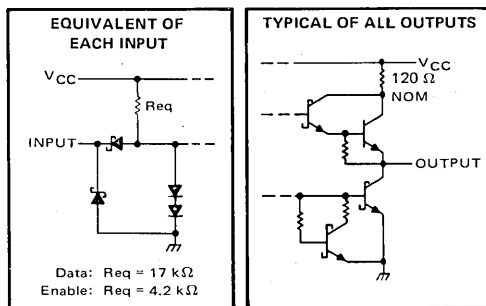 EQUIVALENT OF
EACH INPUT
VCC
Req
INPUT
Data: Req = 17 kΩ
Enable: Req = 4.2 kΩ
TYPICAL OF ALL OUTPUTS
VCC
120 Ω
NOM
OUTPUT